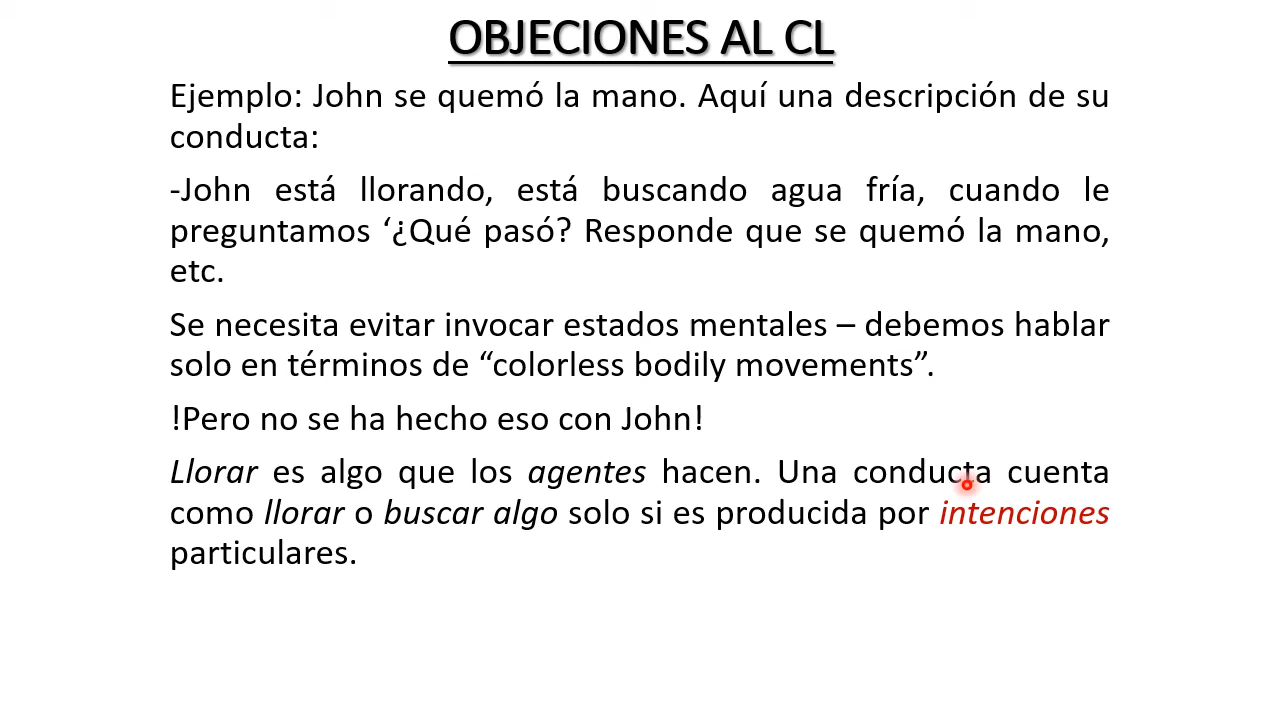 OBJECIONES AL CL
Ejemplo: John se quemó la mano. Aquí una descripción de su
conducta:
-John está llorando, está buscando agua fría, cuando le
preguntamos ‘¿Qué pasó? Responde que se quemó la mano,
etc.
Se necesita evitar invocar estados mentales – debemos hablar
solo en términos de “colorless bodily movements”.
!Pero no se ha hecho eso con John!
Llorar es algo que los agentes hacen. Una conducta cuenta
como llorar o buscar algo solo si es producida por intenciones
particulares.